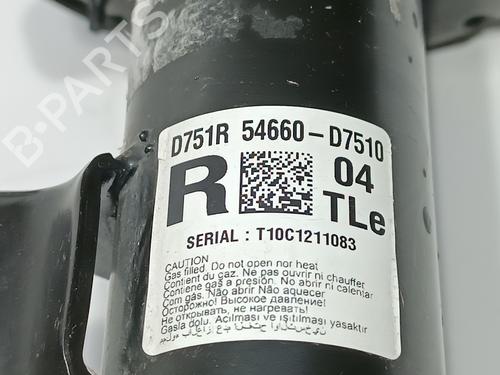 B-PARTS
D751R 54660-D7510
R 04
TLe
SERIAL : T10C1211083
CAUTION
Gas filled. Do not open nor heat
Contient du gaz. Ne pas ouvrir ni chauffer
Contiene gas a presión. No abrir ni calentar
Com gás. Não abrir Não aquecer
Осторожно! Высокое давление!
Не открывать, не нагревать!
Gasla dolu. Açılması ve ısıtılması yasaktır